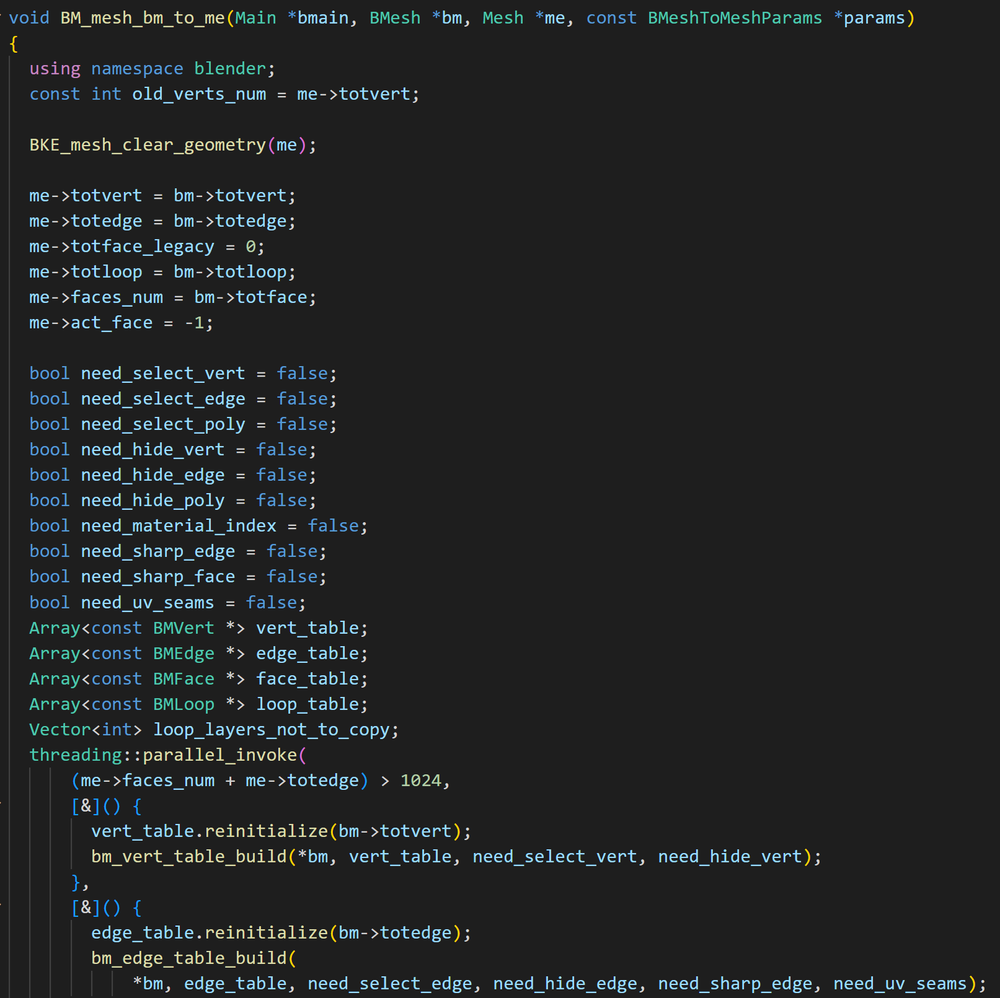 void BM_mesh_bm_to_me(Main *bmain, BMesh *bm, Mesh *me, const BMeshToMeshParams *params)
{
  using namespace blender;
  const int old_verts_num = me->totvert;

  BKE_mesh_clear_geometry(me);

  me->totvert = bm->totvert;
  me->totedge = bm->totedge;
  me->totface_legacy = 0;
  me->totloop = bm->totloop;
  me->faces_num = bm->totface;
  me->act_face = -1;

  bool need_select_vert = false;
  bool need_select_edge = false;
  bool need_select_poly = false;
  bool need_hide_vert = false;
  bool need_hide_edge = false;
  bool need_hide_poly = false;
  bool need_material_index = false;
  bool need_sharp_edge = false;
  bool need_sharp_face = false;
  bool need_uv_seams = false;
  Array<const BMVert *> vert_table;
  Array<const BMEdge *> edge_table;
  Array<const BMFace *> face_table;
  Array<const BMLoop *> loop_table;
  Vector<int> loop_layers_not_to_copy;
  threading::parallel_invoke(
      (me->faces_num + me->totedge) > 1024,
      [&]() {
        vert_table.reinitialize(bm->totvert);
        bm_vert_table_build(*bm, vert_table, need_select_vert, need_hide_vert);
      },
      [&]() {
        edge_table.reinitialize(bm->totedge);
        bm_edge_table_build(
            *bm, edge_table, need_select_edge, need_hide_edge, need_sharp_edge, need_uv_seams);